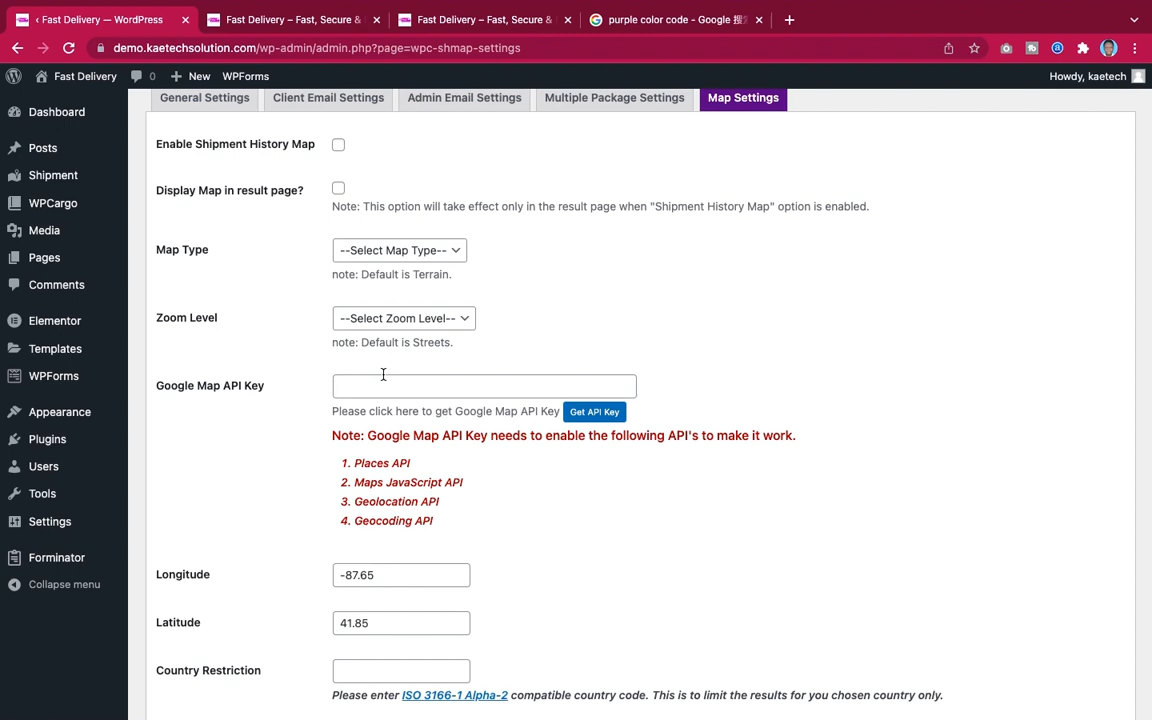 ‹ Fast Delivery — WordPress
Fast Delivery – Fast, Secure &
Fast Delivery – Fast, Secure &
purple color code - Google 搜
demo.kaetechsolution.com/wp-admin/admin.php?page=wpc-shmap-settings
Fast Delivery 0 New WPForms Howdy, kaetech
Dashboard
Posts
Shipment
WPCargo
Media
Pages
Comments
Elementor
Templates
WPForms
Appearance
Plugins
Users
Tools
Settings
Forminator
Collapse menu
General Settings Client Email Settings Admin Email Settings Multiple Package Settings Map Settings
Enable Shipment History Map
Display Map in result page?
Note: This option will take effect only in the result page when "Shipment History Map" option is enabled.
Map Type --Select Map Type--
note: Default is Terrain.
Zoom Level --Select Zoom Level--
note: Default is Streets.
Google Map API Key
Please click here to get Google Map API Key Get API Key
Note: Google Map API Key needs to enable the following API's to make it work.
1. Places API
2. Maps JavaScript API
3. Geolocation API
4. Geocoding API
Longitude -87.65
Latitude 41.85
Country Restriction
Please enter ISO 3166-1 Alpha-2 compatible country code. This is to limit the results for you chosen country only.